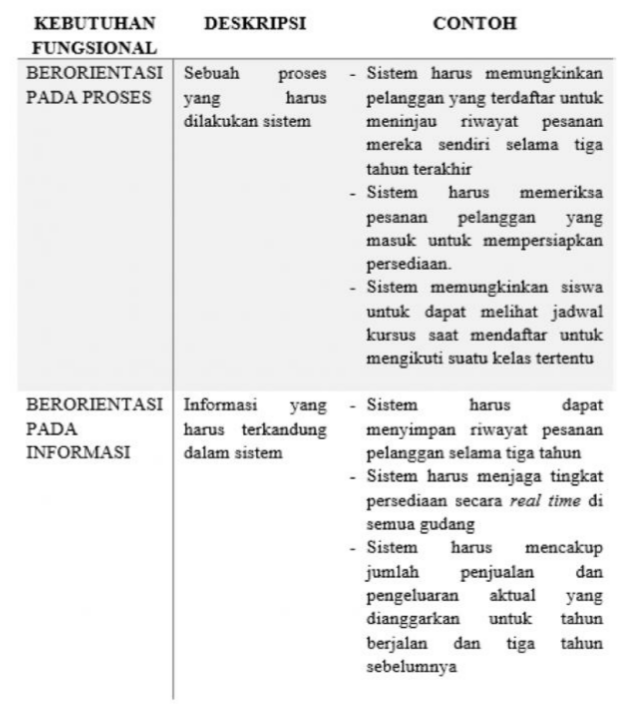 KEBUTUHAN FUNGSIONAL
DESKRIPSI
CONTOH
BERORIENTASI
PADA PROSES
Sebuah proses
yang harus
dilakukan sistem
- Sistem harus memungkinkan
pelanggan yang terdaftar untuk
meninjau riwayat pesanan
mereka sendiri selama tiga
tahun terakhir
- Sistem harus memeriksa
pesanan pelanggan yang
masuk untuk mempersiapkan
persediaan.
- Sistem memungkinkan siswa
untuk dapat melihat jadwal
kursus saat mendaftar untuk
mengikuti suatu kelas tertentu
BERORIENTASI
PADA
INFORMASI
Informasi yang
harus terkandung
dalam sistem
- Sistem harus dapat
menyimpan riwayat pesanan
pelanggan selama tiga tahun
- Sistem harus menjaga tingkat
persediaan secara real time di
semua gudang
- Sistem harus mencakup
jumlah penjualan dan
pengeluaran aktual yang
dianggarkan untuk tahun
berjalan dan tiga tahun
sebelumnya